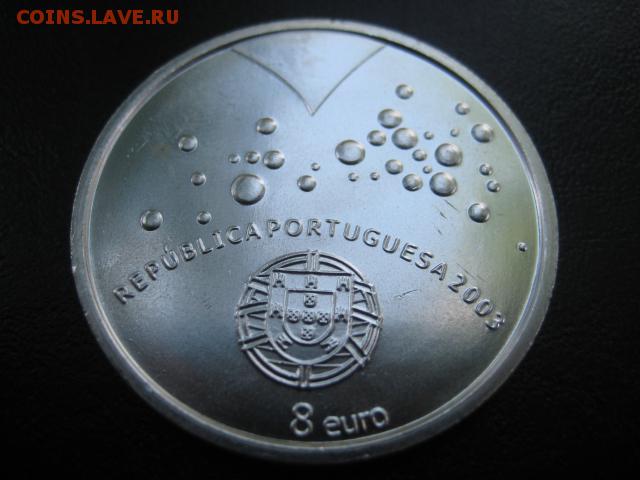 COINS.LAVE.RU
REPÚBLICA PORTUGUESA 2003
8 euro